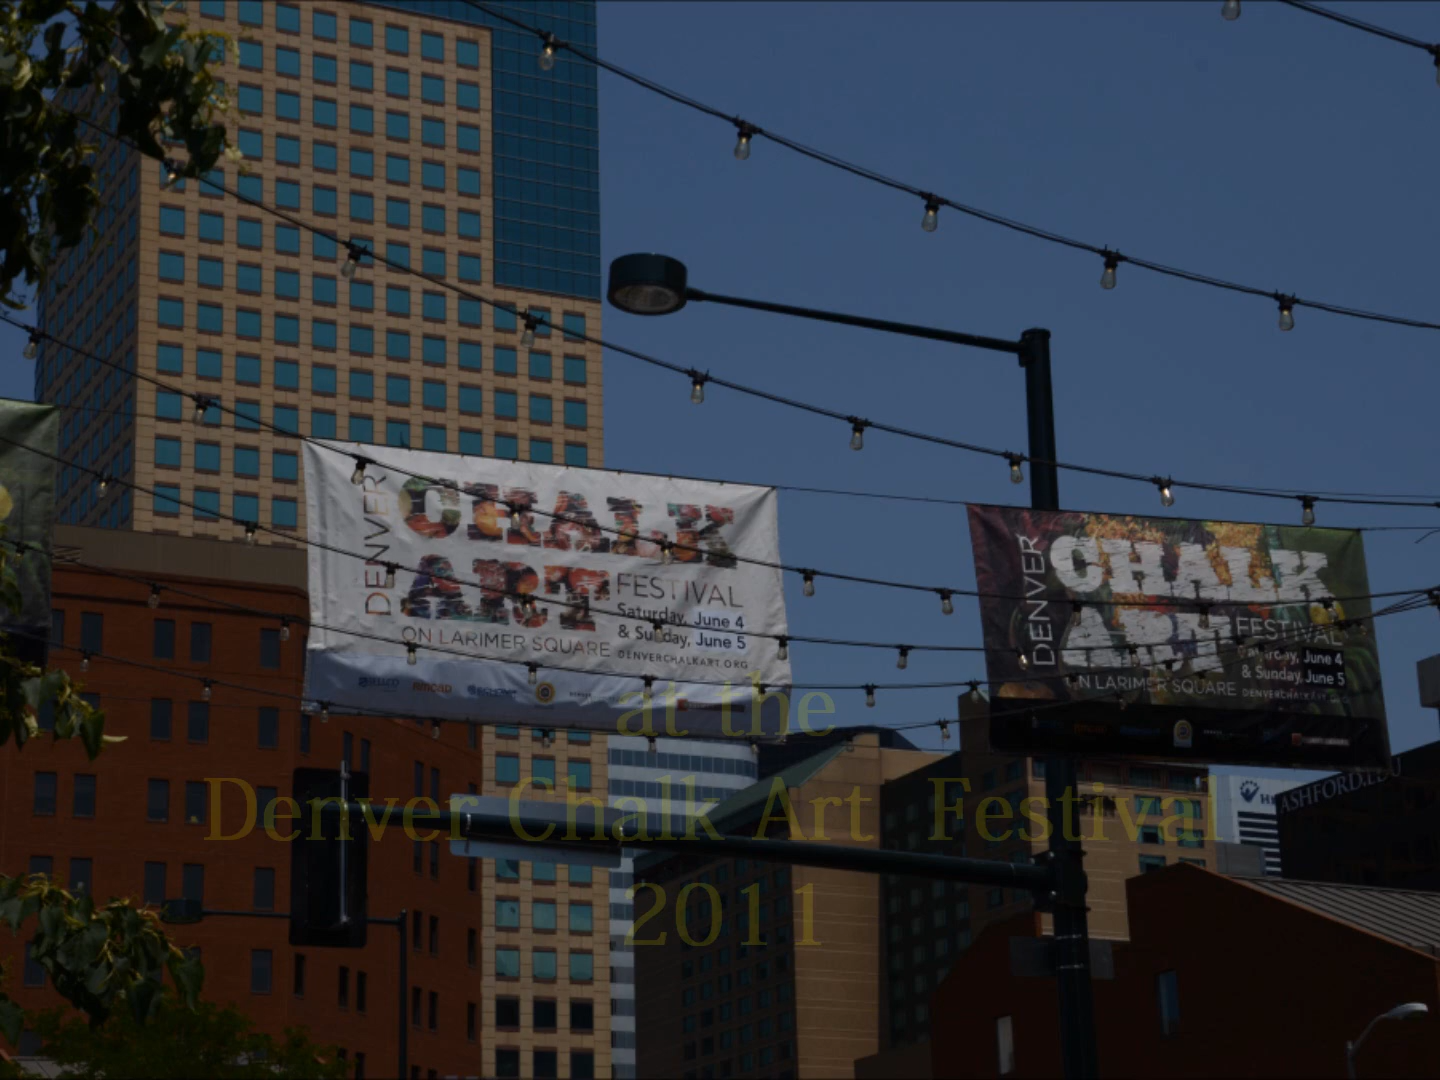 DENVER
CHALK
ART
FESTIVAL
Saturday, June 4
& Sunday, June 5
ON LARIMER SQUARE
DENVERCHALKART.ORG
DENVER
CHALK
ART
FESTIVAL
Saturday, June 4
& Sunday, June 5
ON LARIMER SQUARE
ASHFORD.EDU
at the
Denver Chalk Art Festival
2011